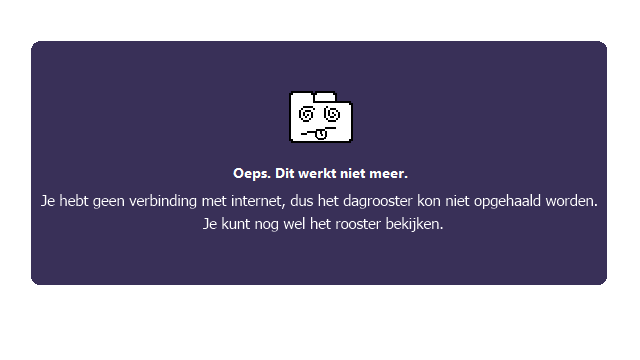 Oeps. Dit werkt niet meer.
Je hebt geen verbinding met internet, dus het dagrooster kon niet opgehaald worden.
Je kunt nog wel het rooster bekijken.